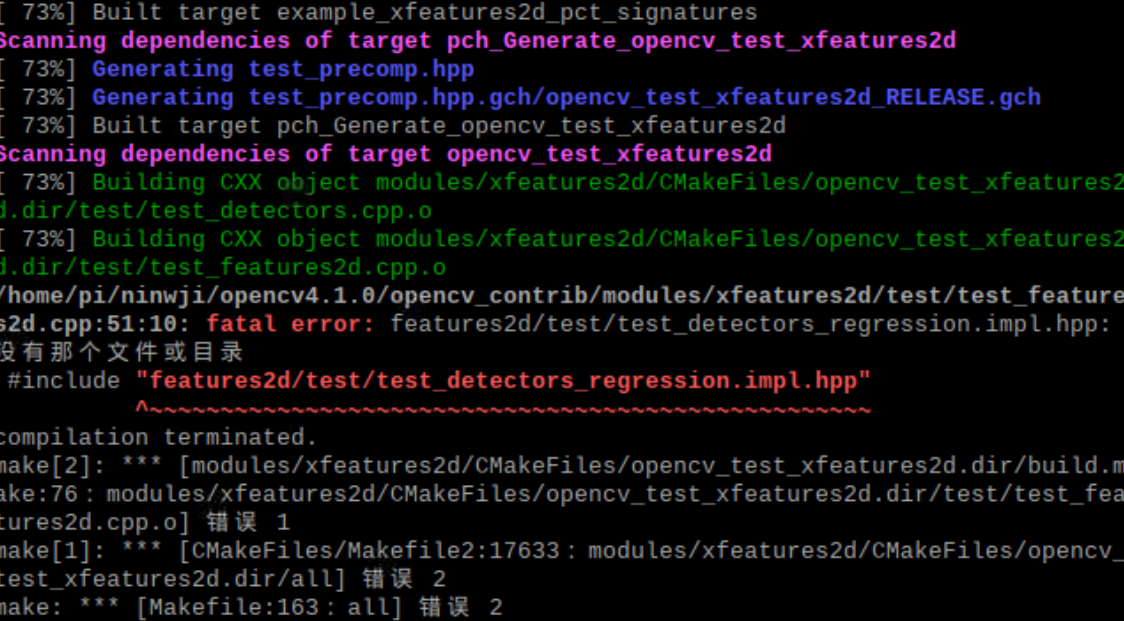 [ 73%] Built target example_xfeatures2d_pct_signatures
Scanning dependencies of target pch_Generate_opencv_test_xfeatures2d
[ 73%] Generating test_precomp.hpp
[ 73%] Generating test_precomp.hpp.gch/opencv_test_xfeatures2d_RELEASE.gch
[ 73%] Built target pch_Generate_opencv_test_xfeatures2d
Scanning dependencies of target opencv_test_xfeatures2d
[ 73%] Building CXX object modules/xfeatures2d/CMakeFiles/opencv_test_xfeatures2
d.dir/test/test_detectors.cpp.o
[ 73%] Building CXX object modules/xfeatures2d/CMakeFiles/opencv_test_xfeatures2
d.dir/test/test_features2d.cpp.o
/home/pi/ninwji/opencv4.1.0/opencv_contrib/modules/xfeatures2d/test/test_feature
s2d.cpp:51:10: fatal error: features2d/test/test_detectors_regression.impl.hpp:
没有那个文件或目录
#include "features2d/test/test_detectors_regression.impl.hpp"
^~~~~~~~~~~~~~~~~~~~~~~~~~~~~~~~~~~~~~~~~~~~~~~~~~~~
compilation terminated.
make[2]: *** [modules/xfeatures2d/CMakeFiles/opencv_test_xfeatures2d.dir/build.m
ake:76：modules/xfeatures2d/CMakeFiles/opencv_test_xfeatures2d.dir/test/test_fea
tures2d.cpp.o] 错误 1
make[1]: *** [CMakeFiles/Makefile2:17633：modules/xfeatures2d/CMakeFiles/opencv_
test_xfeatures2d.dir/all] 错误 2
make: *** [Makefile:163：all] 错误 2